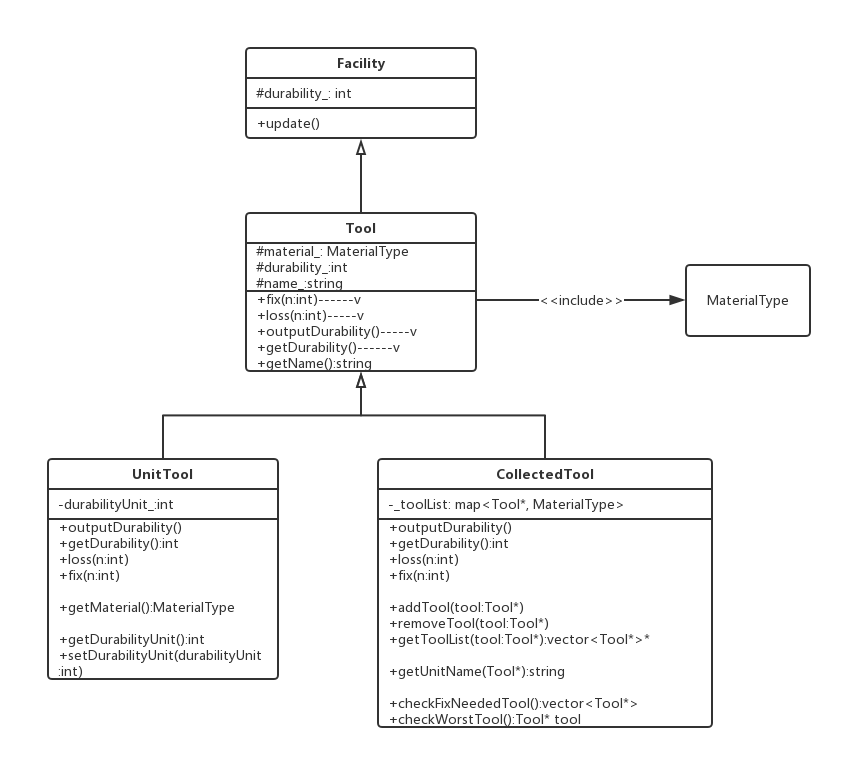 Facility
#durability_: int
+update()
Tool
#material_: MaterialType
#durability_:int
#name_:string
+fix(n:int)------v
+loss(n:int)-----v
+outputDurability()-----v
+getDurability()------v
+getName():string
<<include>>
MaterialType
UnitTool
-durabilityUnit_:int
+outputDurability()
+getDurability():int
+loss(n:int)
+fix(n:int)
+getMaterial():MaterialType
+getDurabilityUnit():int
+setDurabilityUnit(durabilityUnit
:int)
CollectedTool
-_toolList: map<Tool*, MaterialType>
+outputDurability()
+getDurability():int
+loss(n:int)
+fix(n:int)
+addTool(tool:Tool*)
+removeTool(tool:Tool*)
+getToolList(tool:Tool*):vector<Tool*>*
+getUnitName(Tool*):string
+checkFixNeededTool():vector<Tool*>
+checkWorstTool():Tool* tool